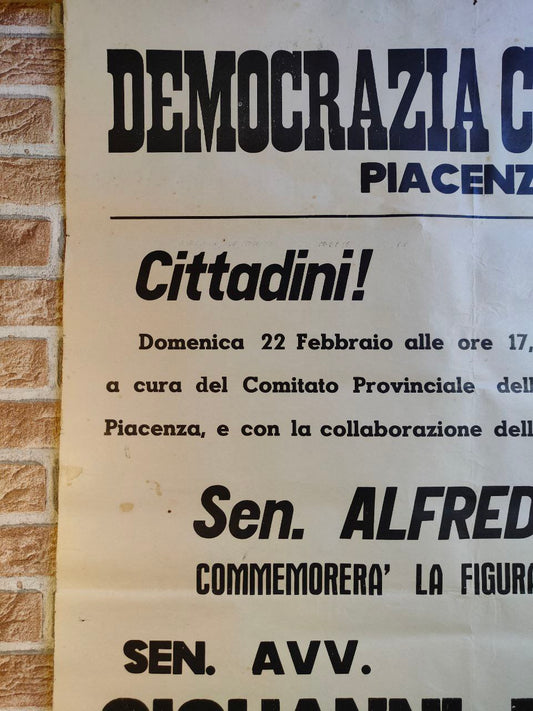 DEMOCRAZIA C
PIACENZ
Cittadini!
Domenica 22 Febbraio alle ore 17,
a cura del Comitato Provinciale dell
Piacenza, e con la collaborazione dell
Sen. ALFRED
COMMEMORERA' LA FIGURA
SEN. AVV.
GIOVANNI